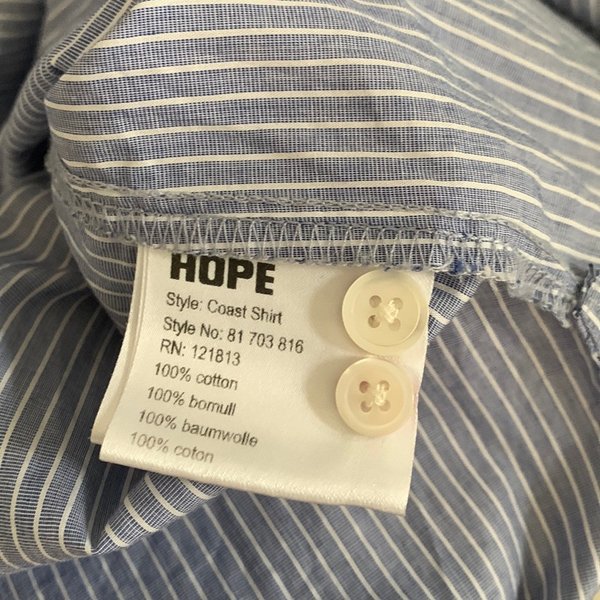 HOPE
Style: Coast Shirt
Style No: 81 703 816
RN: 121813
100% cotton
100% bomull
100% baumwolle
100% coton